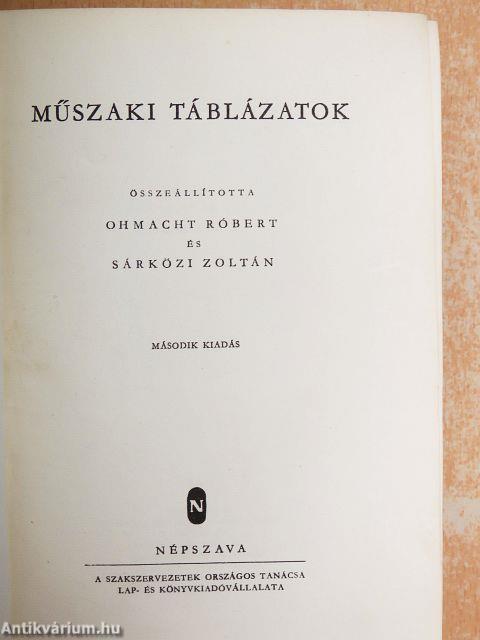 MŰSZAKI TÁBLÁZATOK
ÖSSZEÁLLÍTOTTA
OHMACHT RÓBERT
ÉS
SÁRKÖZI ZOLTÁN
MÁSODIK KIADÁS
N
NÉPSZAVA
A SZAKSZERVEZETEK ORSZÁGOS TANÁCSA
LAP- ÉS KÖNYVKIADÓVÁLLALATA
Antikvárium.hu